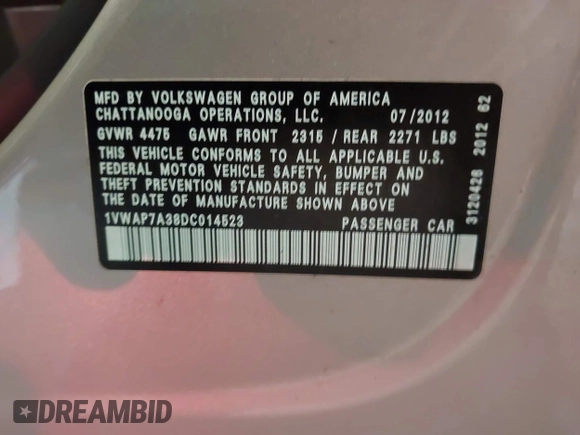 MFD BY VOLKSWAGEN GROUP OF AMERICA
CHATTANOOGA OPERATIONS, LLC. 07/2012
GVWR 4475 GAWR FRONT 2315 / REAR 2271 LBS
THIS VEHICLE CONFORMS TO ALL APPLICABLE U.S.
FEDERAL MOTOR VEHICLE SAFETY, BUMPER AND
THEFT PREVENTION STANDARDS IN EFFECT ON
THE DATE OF MANUFACTURE SHOWN ABOVE
1VWAP7A38DC014523 PASSENGER CAR
3120426 2012 62
DREAMBID